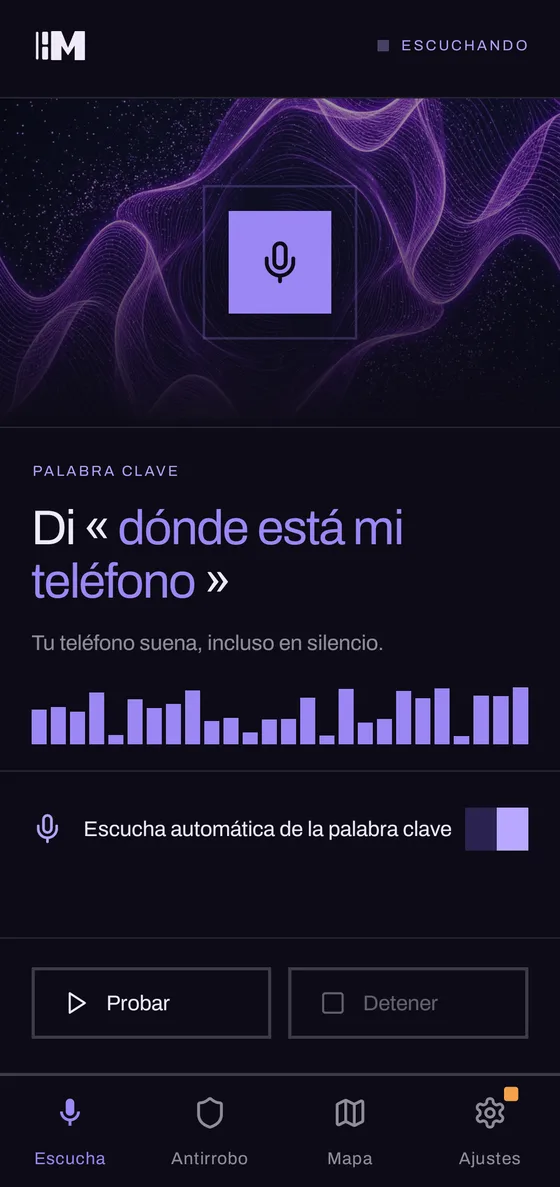 M
ESCUCHANDO
PALABRA CLAVE
Di « dónde está mi
teléfono »
Tu teléfono suena, incluso en silencio.
Escucha automática de la palabra clave
Probar
Detener
Escucha
Antirrobo
Mapa
Ajustes